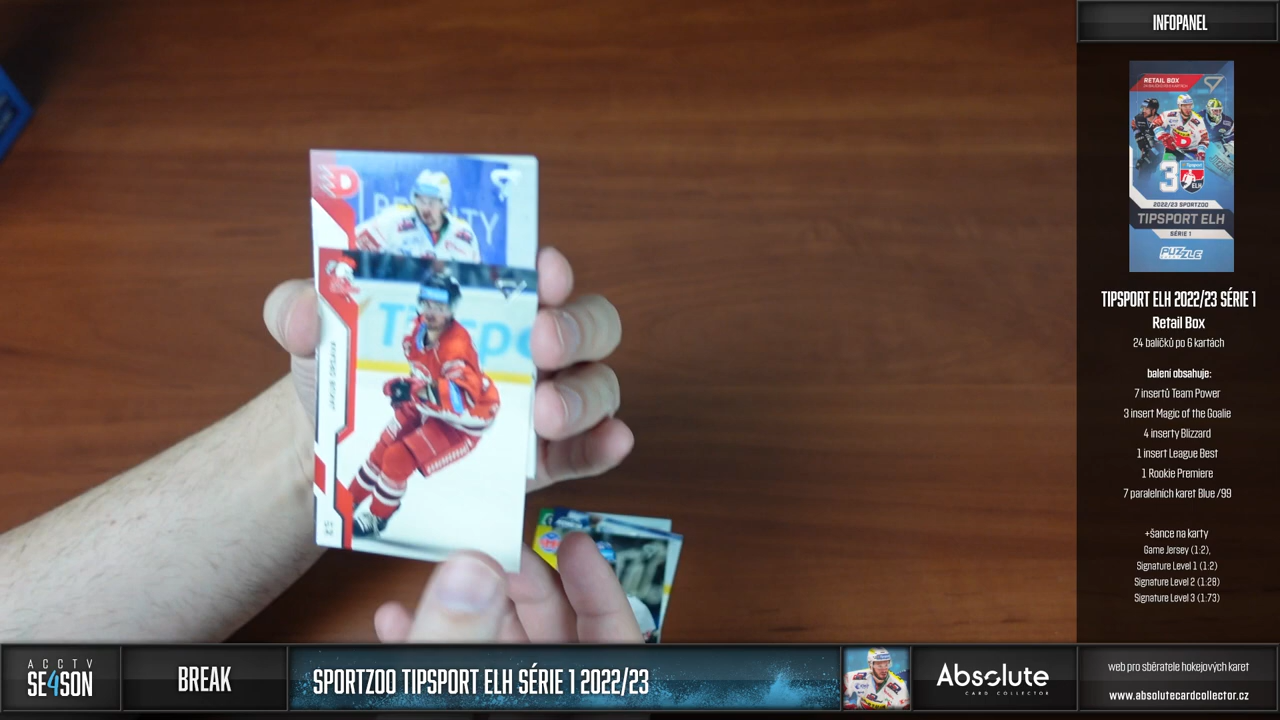 INFOPANEL
RETAIL BOX
3
ELH
2022/23 SPORTZOO
TIPSPORT ELH
SÉRIE 1
PUZZLE
TIPSPORT ELH 2022/23 SÉRIE 1
Retail Box
24 balíčků po 6 kartách
balení obsahuje:
7 insertů Team Power
3 insert Magic of the Goalie
4 inserty Blizzard
1 insert League Best
1 Rookie Premiere
7 paralelních karet Blue /99
+šance na karty
Game Jersey (1:2),
Signature Level 1 (1:2)
Signature Level 2 (1:28)
Signature Level 3 (1:73)
ACCTV
SE4SON
BREAK
SPORTZOO TIPSPORT ELH SÉRIE 1 2022/23
Absolute
CARD COLLECTOR
web pro sběratele hokejových karet
www.absolutecardcollector.cz